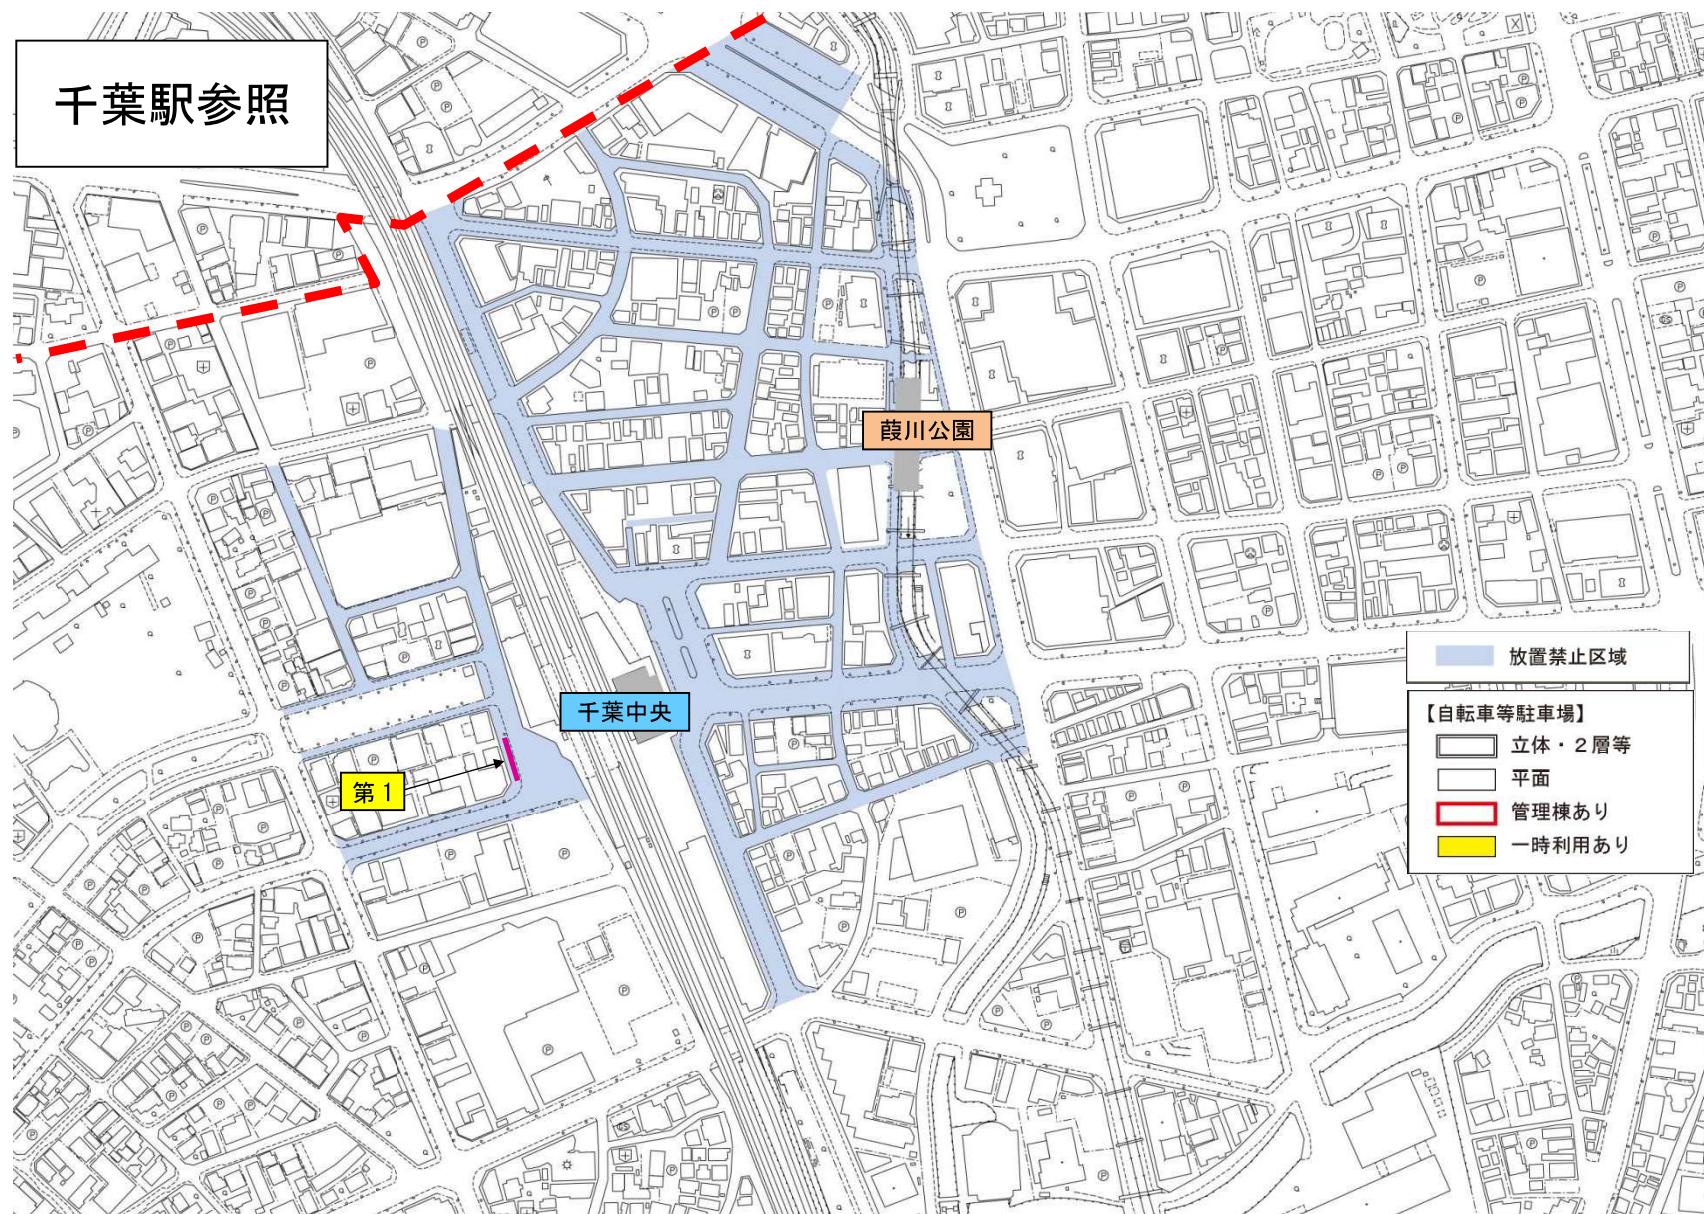 千葉駅参照
葭川公園
千葉中央
第1
放置禁止区域
【自転車等駐車場】
立体・2層等
平面
管理棟あり
一時利用あり